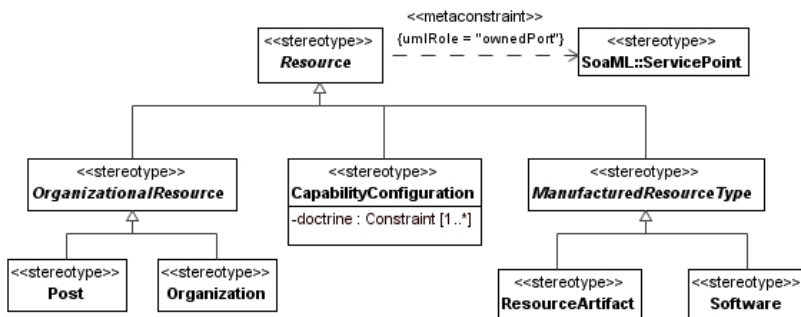 <<metaconstraint>>
<<stereotype>>
Resource
{umlRole = "ownedPort"}
<<stereotype>>
SoaML::ServicePoint
<<stereotype>>
OrganizationalResource
<<stereotype>>
CapabilityConfiguration
-doctrine : Constraint [1..*]
<<stereotype>>
ManufacturedResourceType
<<stereotype>>
Post
<<stereotype>>
Organization
<<stereotype>>
ResourceArtifact
<<stereotype>>
Software